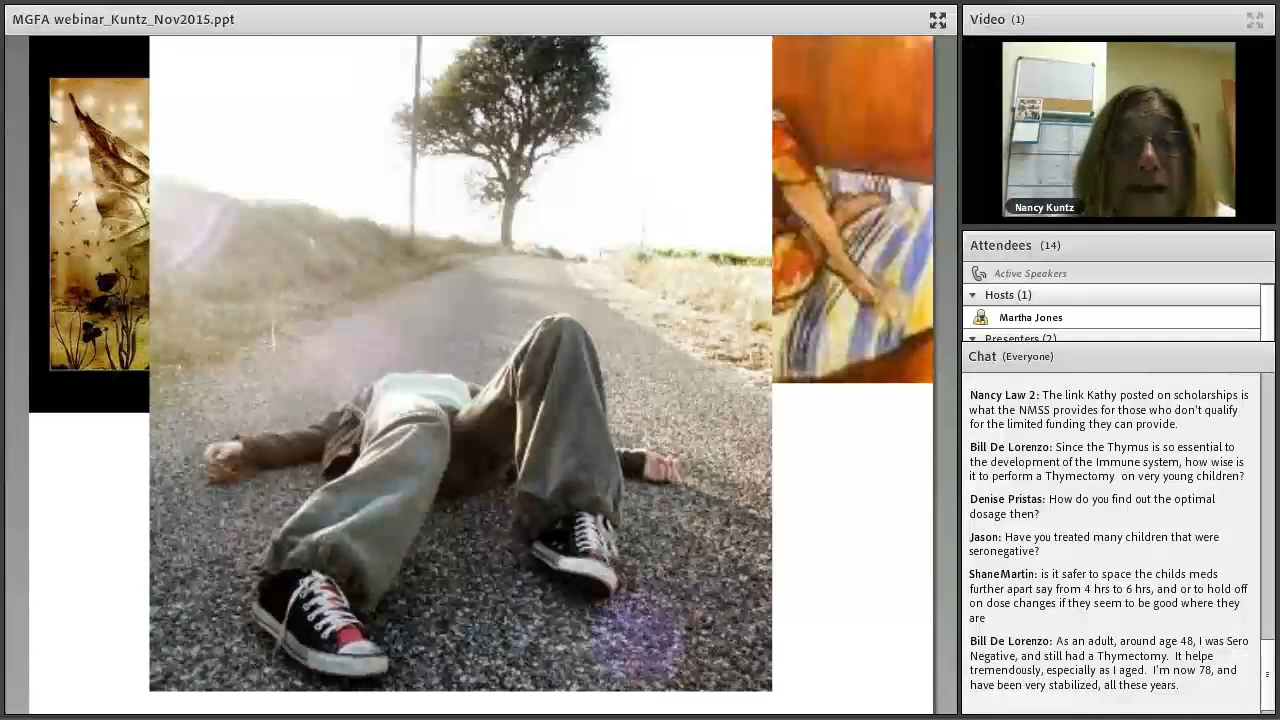 MGFA webinar_Kuntz_Nov2015.ppt
Video (1)
Nancy Kuntz
Attendees (14)
Active Speakers
Hosts (1)
Martha Jones
Presenters (2)
Chat (Everyone)
Nancy Law 2: The link Kathy posted on scholarships is
what the NMSS provides for those who don't qualify
for the limited funding they can provide.
Bill De Lorenzo: Since the Thymus is so essential to
the development of the Immune system, how wise is
it to perform a Thymectomy on very young children?
Denise Pristas: How do you find out the optimal
dosage then?
Jason: Have you treated many children that were
seronegative?
Shane Martin: is it safer to space the childs meds
further apart say from 4 hrs to 6 hrs, and or to hold off
on dose changes if they seem to be good where they
are
Bill De Lorenzo: As an adult, around age 48, I was Sero
Negative, and still had a Thymectomy. It helpe
tremendously, especially as I aged. I'm now 78, and
have been very stabilized, all these years.